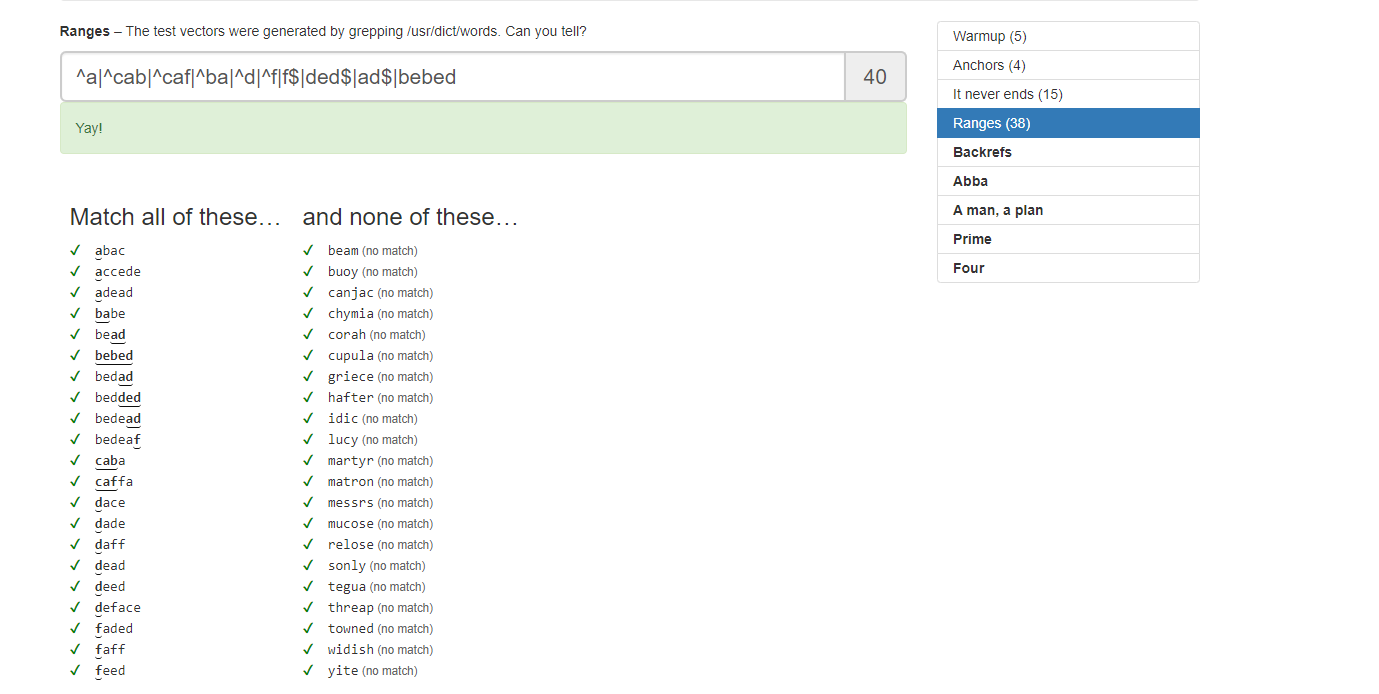 Ranges – The test vectors were generated by grepping /usr/dict/words. Can you tell?
^a|^cab|^caf|^ba|^d|^f|f$|ded$|ad$|bebed
40
Yay!
Match all of these…
✓ abac
✓ accede
✓ adead
✓ babe
✓ bead
✓ bebed
✓ bedad
✓ bedded
✓ bedead
✓ bedeaf
✓ caba
✓ caffa
✓ dace
✓ dade
✓ daff
✓ dead
✓ deed
✓ deface
✓ faded
✓ faff
✓ feed
and none of these…
✓ beam (no match)
✓ buoy (no match)
✓ canjac (no match)
✓ chymia (no match)
✓ corah (no match)
✓ cupula (no match)
✓ griece (no match)
✓ hafter (no match)
✓ idic (no match)
✓ lucy (no match)
✓ martyr (no match)
✓ matron (no match)
✓ messrs (no match)
✓ mucose (no match)
✓ relose (no match)
✓ sonly (no match)
✓ tegua (no match)
✓ threap (no match)
✓ towned (no match)
✓ widish (no match)
✓ yite (no match)
Warmup (5)
Anchors (4)
It never ends (15)
Ranges (38)
Backrefs
Abba
A man, a plan
Prime
Four